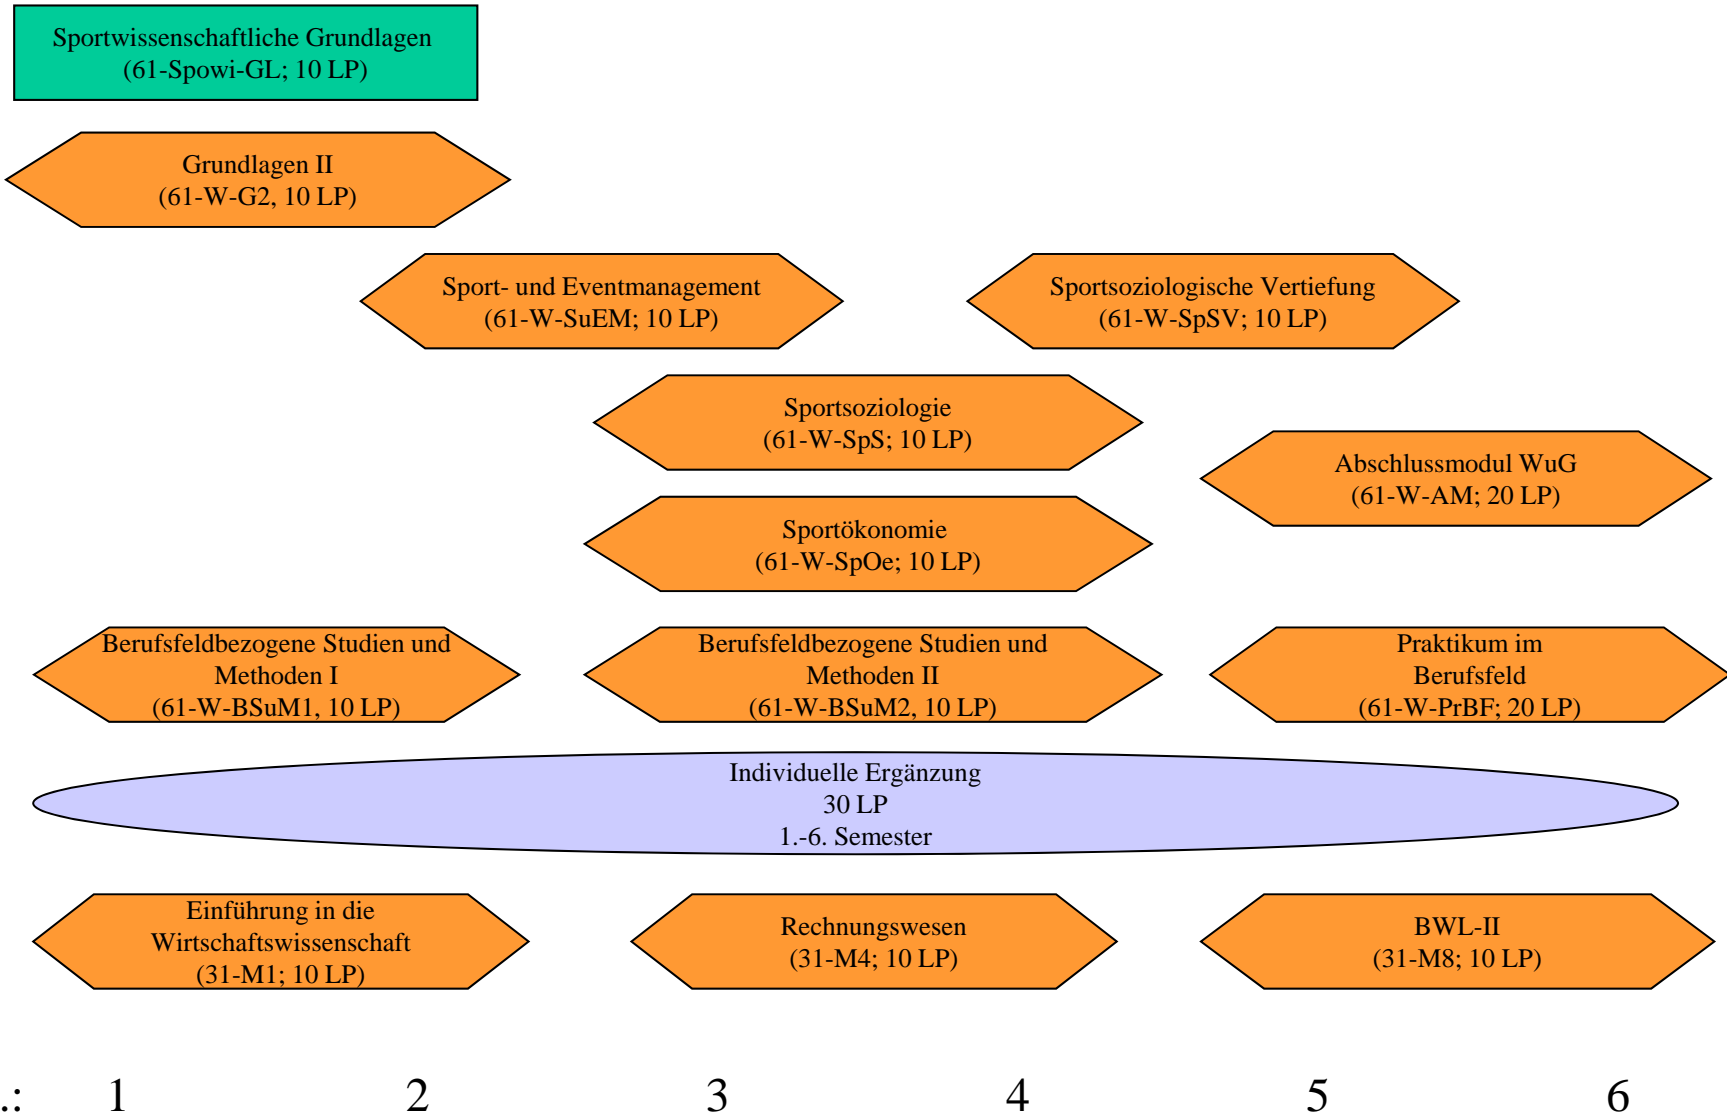 Sportwissenschaftliche Grundlagen
(61-Spowi-GL; 10 LP)
Grundlagen II
(61-W-G2, 10 LP)
Sport- und Eventmanagement
(61-W-SuEM; 10 LP)
Sportsoziologische Vertiefung
(61-W-SpSV; 10 LP)
Sportsoziologie
(61-W-SpS; 10 LP)
Abschlussmodul WuG
(61-W-AM; 20 LP)
Sportökonomie
(61-W-SpOe; 10 LP)
Berufsfeldbezogene Studien und
Methoden I
(61-W-BSuM1, 10 LP)
Berufsfeldbezogene Studien und
Methoden II
(61-W-BSuM2, 10 LP)
Praktikum im
Berufsfeld
(61-W-PrBF; 20 LP)
Individuelle Ergänzung
30 LP
1.-6. Semester
Einführung in die
Wirtschaftswissenschaft
(31-M1; 10 LP)
Rechnungswesen
(31-M4; 10 LP)
BWL-II
(31-M8; 10 LP)
.: 1 2 3 4 5 6